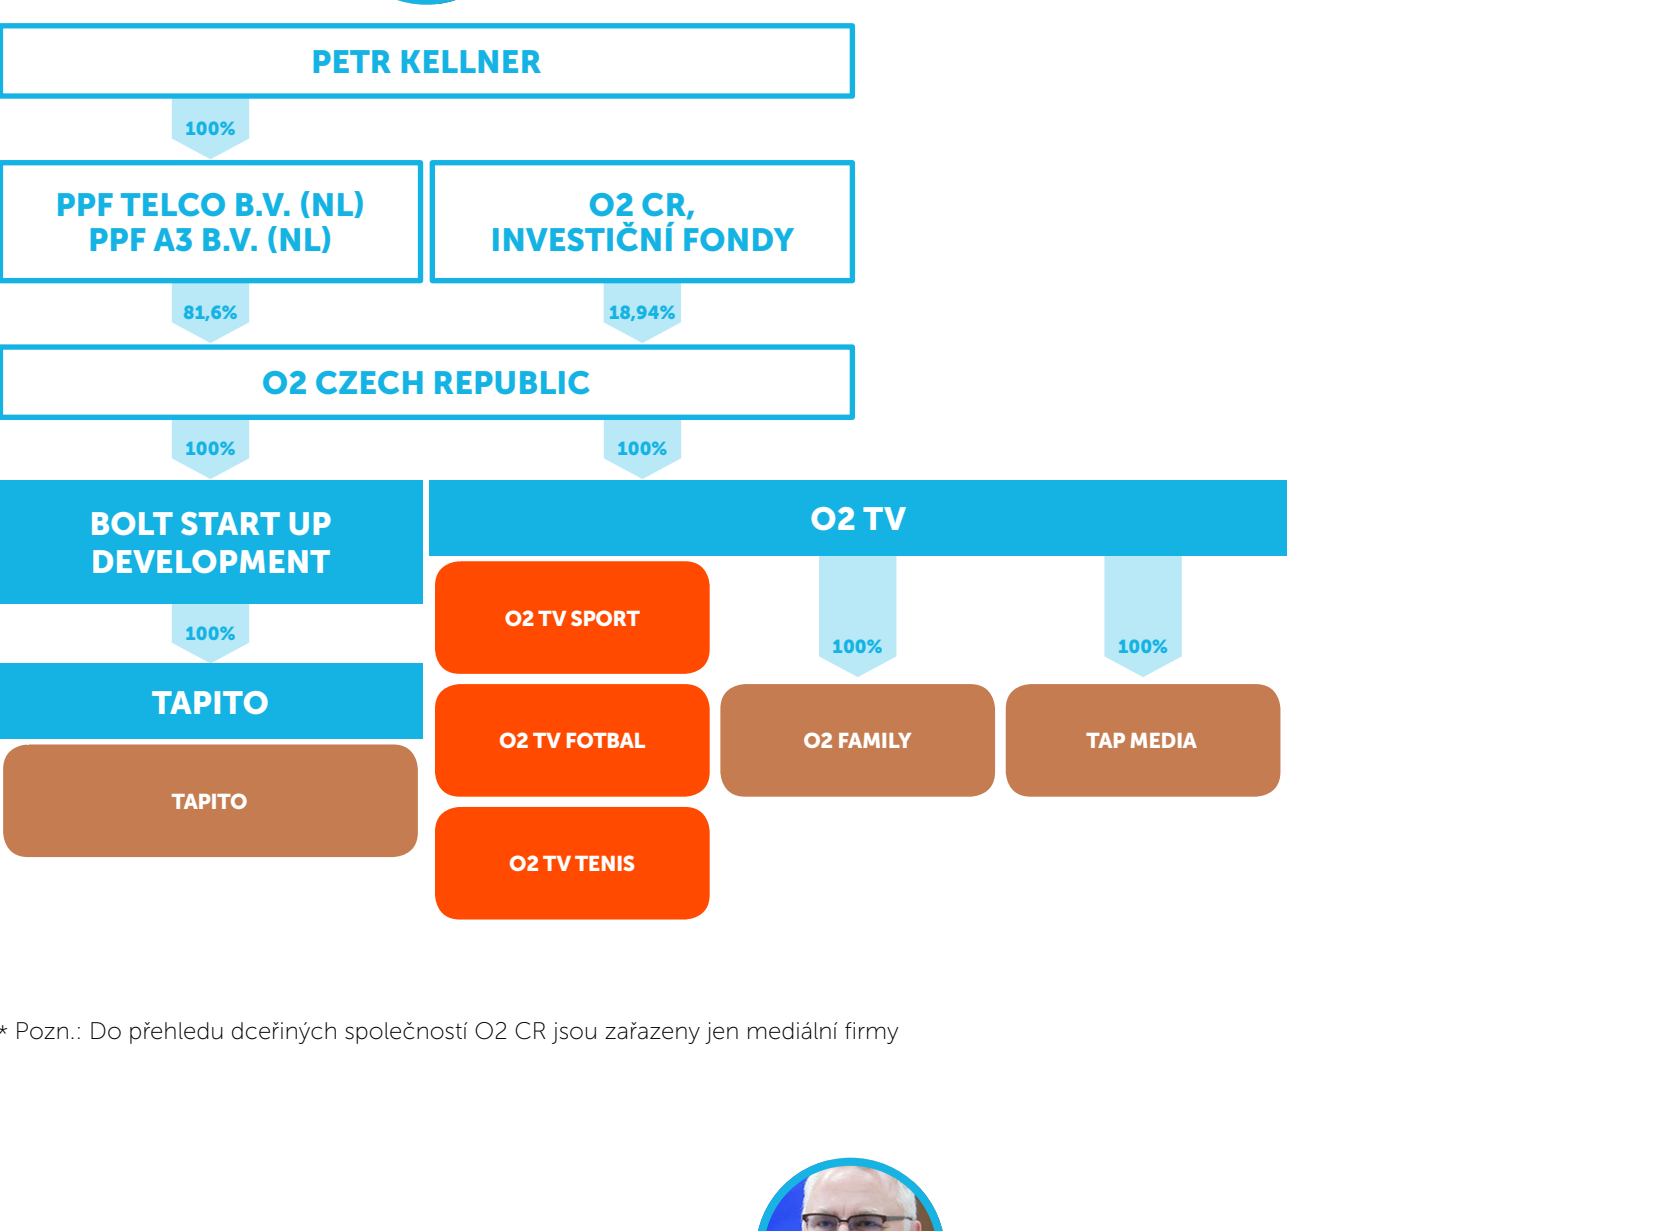 PETR KELLNER
100%
PPF TELCO B.V. (NL)
PPF A3 B.V. (NL)
O2 CR,
INVESTIČNÍ FONDY
81,6%
18,94%
O2 CZECH REPUBLIC
100%
100%
BOLT START UP
DEVELOPMENT
O2 TV
100%
TAPITO
TAPITO
O2 TV SPORT
O2 TV FOTBAL
O2 TV TENIS
100%
O2 FAMILY
100%
TAP MEDIA
* Pozn.: Do přehledu dceřiných společností O2 CR jsou zařazeny jen mediální firmy